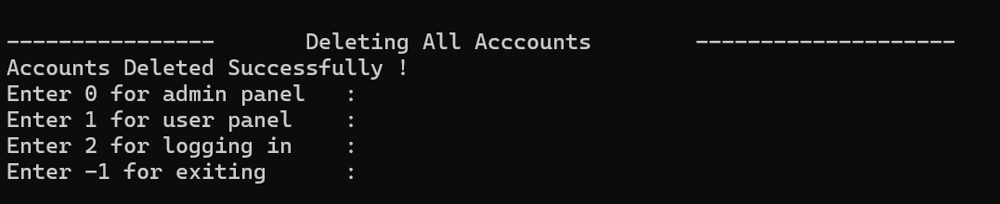 ----------------       Deleting All Acccounts        --------------------
Accounts Deleted Successfully !
Enter 0 for admin panel   :
Enter 1 for user panel    :
Enter 2 for logging in    :
Enter -1 for exiting      :